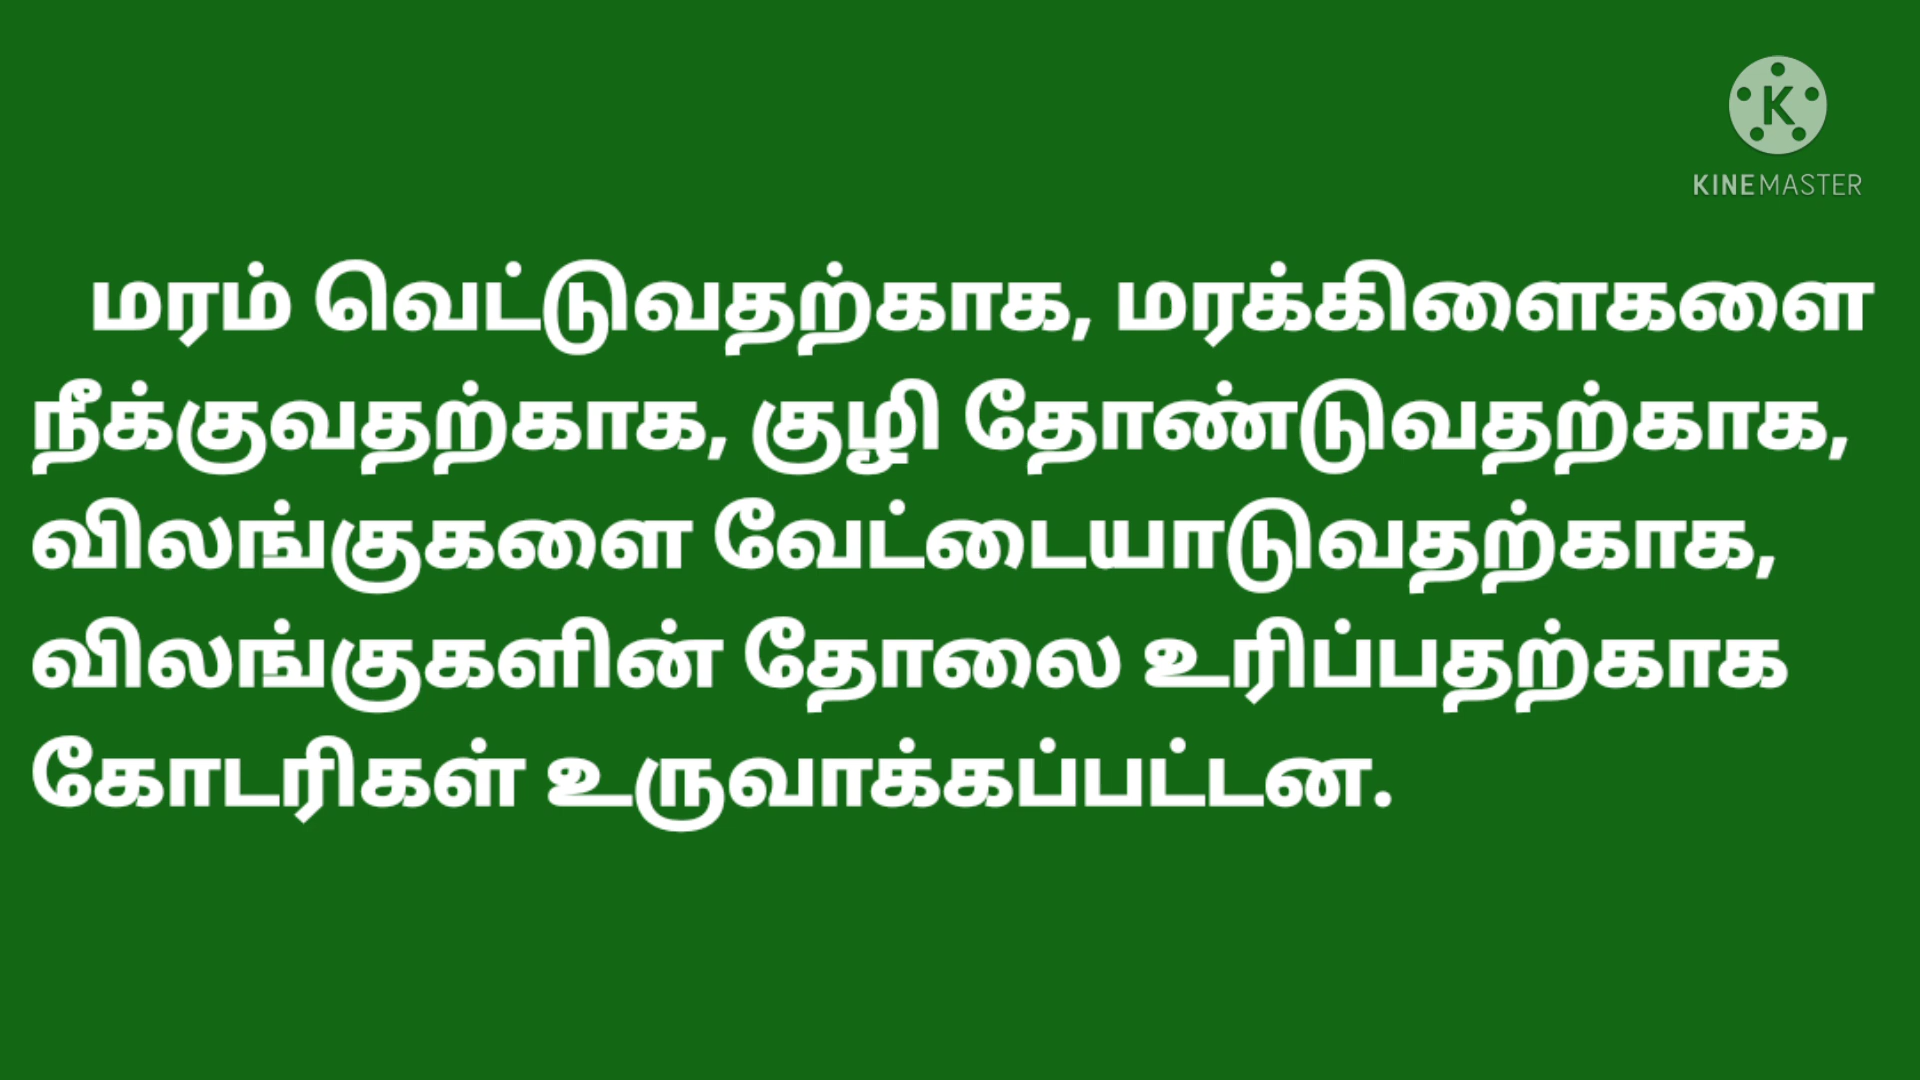 K
KINEMASTER
மரம் வெட்டுவதற்காக, மரக்கிளைகளை
நீக்குவதற்காக, குழி தோண்டுவதற்காக,
விலங்குகளை வேட்டையாடுவதற்காக,
விலங்குகளின் தோலை உரிப்பதற்காக
கோடரிகள் உருவாக்கப்பட்டன.